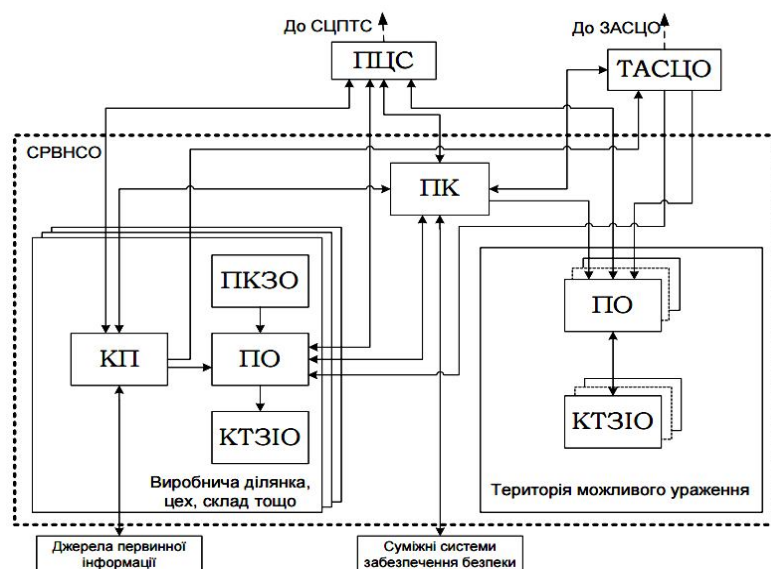 До СЦПТС
До ЗАСЦО
ПЦС
ТАСЦО
СРВНСО
ПК
ПКЗО
КП
ПО
КТЗІО
Виробнича ділянка,
цех, склад тощо
ПО
КТЗІО
Територія можливого ураження
Джерела первинної
інформації
Суміжні системи
забезпечення безпеки